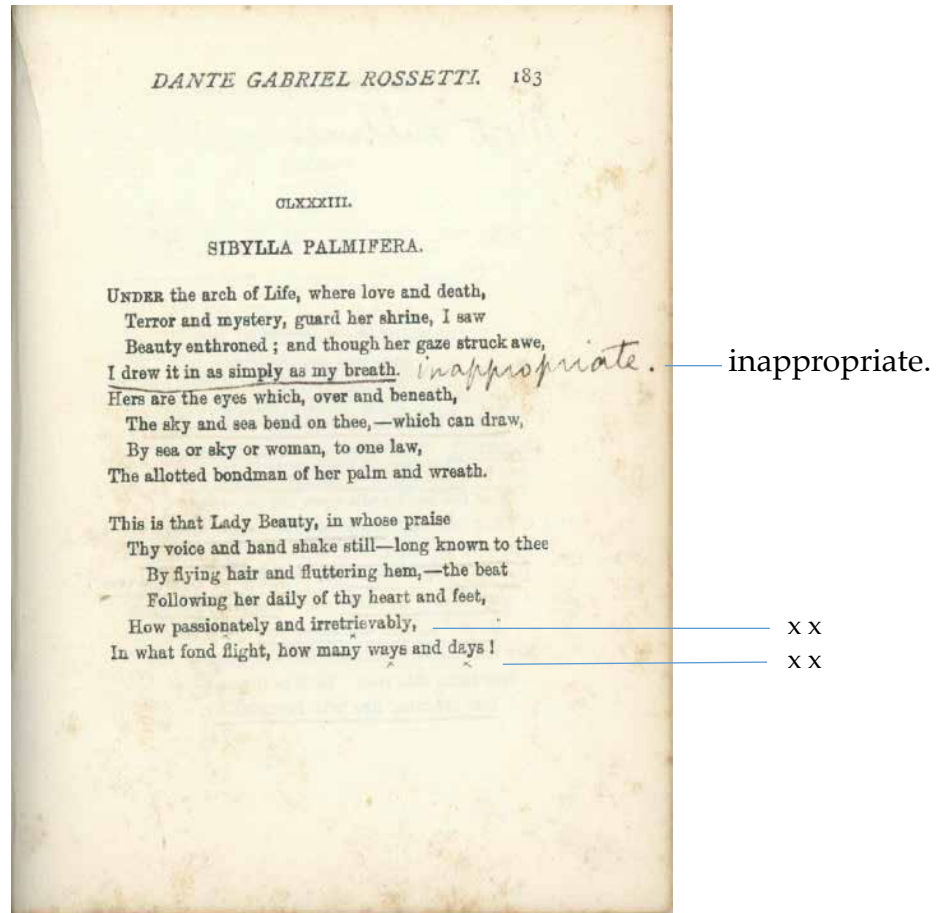 DANTE GABRIEL ROSSETTI. 183
CLXXXIII.
SIBYLLA PALMIFERA.
UNDER the arch of Life, where love and death,
Terror and mystery, guard her shrine, I saw
Beauty enthroned ; and though her gaze struck awe,
I drew it in as simply as my breath. inappropriate. inappropriate.
Hers are the eyes which, over and beneath,
The sky and sea bend on thee,—which can draw,
By sea or sky or woman, to one law,
The allotted bondman of her palm and wreath.
This is that Lady Beauty, in whose praise
Thy voice and hand shake still—long known to thee
By flying hair and fluttering hem,—the beat
Following her daily of thy heart and feet,
How passionately and irretrievably, x x
In what fond flight, how many ways and days ! x x